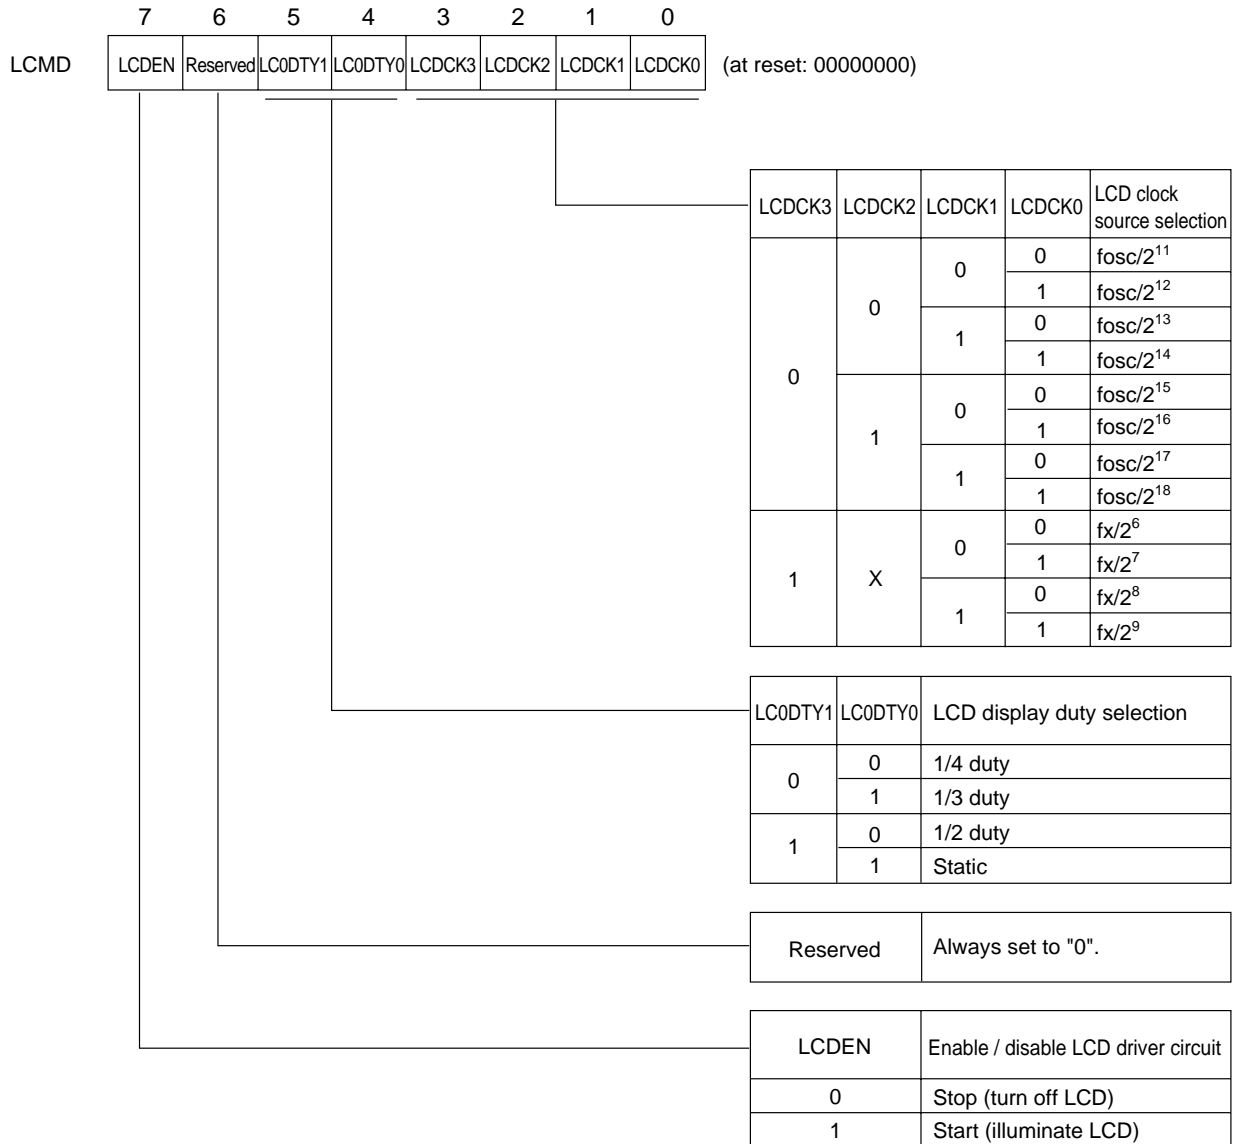 7 6 5 4 3 2 1 0
LCMD LCDEN Reserved LC0DTY1 LC0DTY0 LCDCK3 LCDCK2 LCDCK1 LCDCK0 (at reset: 00000000)
LCDCK3 LCDCK2 LCDCK1 LCDCK0 LCD clock
source selection
0 0 0 0 fosc/2¹¹
1 fosc/2¹²
1 0 fosc/2¹³
1 fosc/2¹⁴
1 0 0 fosc/2¹⁵
1 fosc/2¹⁶
1 0 fosc/2¹⁷
1 fosc/2¹⁸
1 X 0 0 fx/2⁶
1 fx/2⁷
1 0 fx/2⁸
1 fx/2⁹
LC0DTY1 LC0DTY0 LCD display duty selection
0 0 1/4 duty
1 1/3 duty
1 0 1/2 duty
1 Static
Reserved Always set to "0".
LCDEN Enable / disable LCD driver circuit
0 Stop (turn off LCD)
1 Start (illuminate LCD)